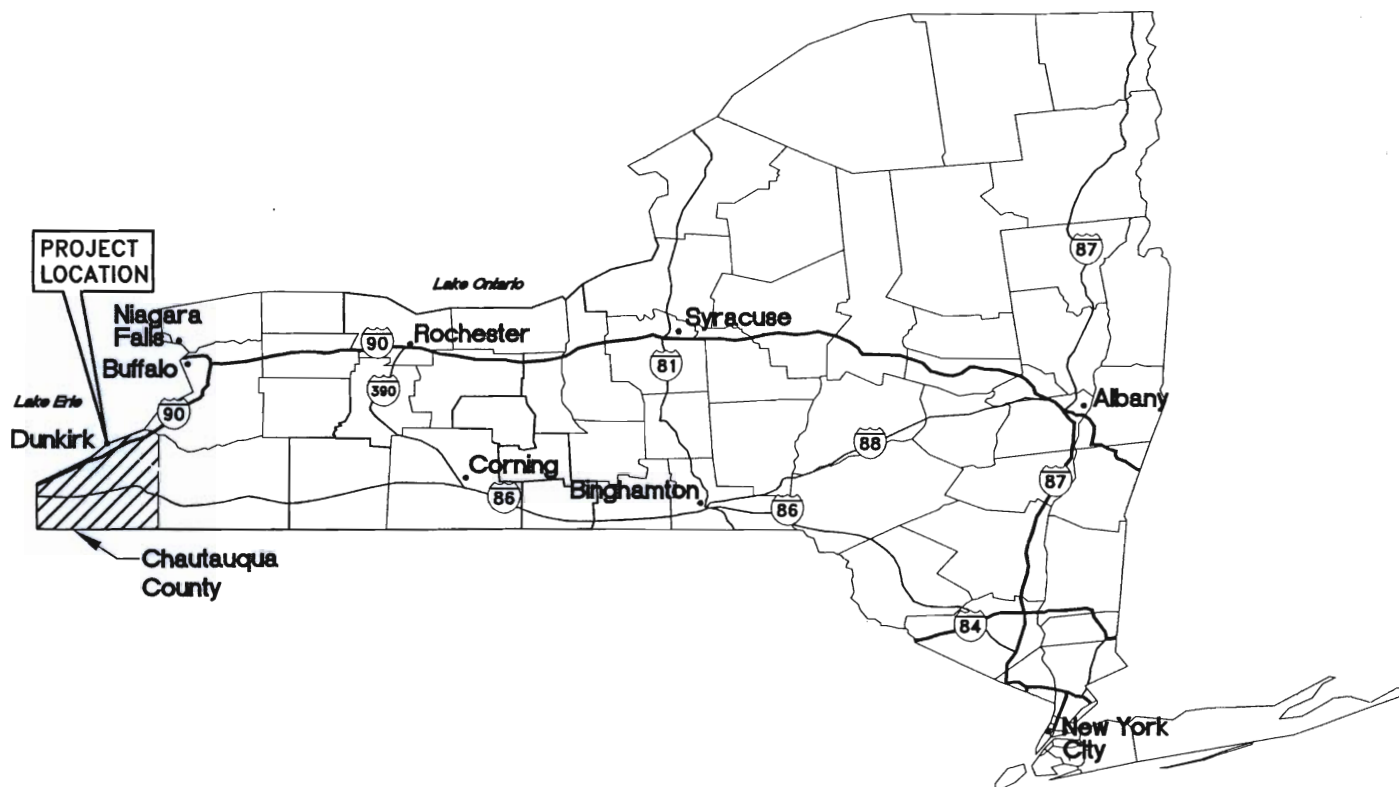 PROJECT
LOCATION
Niagara
Falls
Buffalo
Lake Erie
Dunkirk
90
Lake Ontario
90
Rochester
390
Syracuse
81
87
Albany
88
87
Corning
86
Binghamton
86
Chautauqua
County
84
New York
City